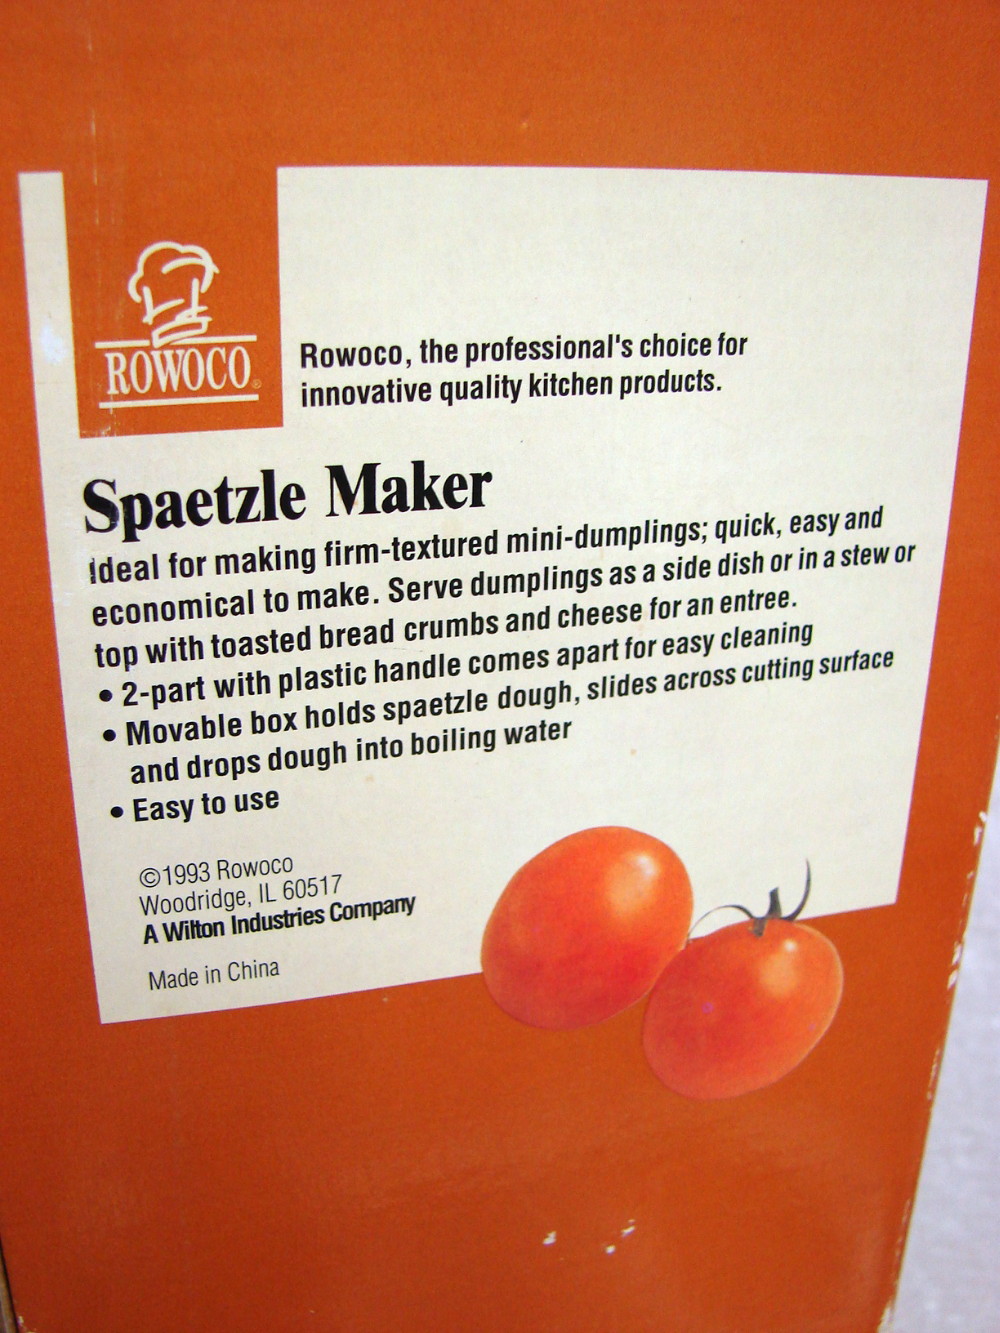 ROWOCO®
Rowoco, the professional's choice for
innovative quality kitchen products.
Spaetzle Maker
Ideal for making firm-textured mini-dumplings; quick, easy and
economical to make. Serve dumplings as a side dish or in a stew or
top with toasted bread crumbs and cheese for an entree.
• 2-part with plastic handle comes apart for easy cleaning
• Movable box holds spaetzle dough, slides across cutting surface
and drops dough into boiling water
• Easy to use
©1993 Rowoco
Woodridge, IL 60517
A Wilton Industries Company
Made in China